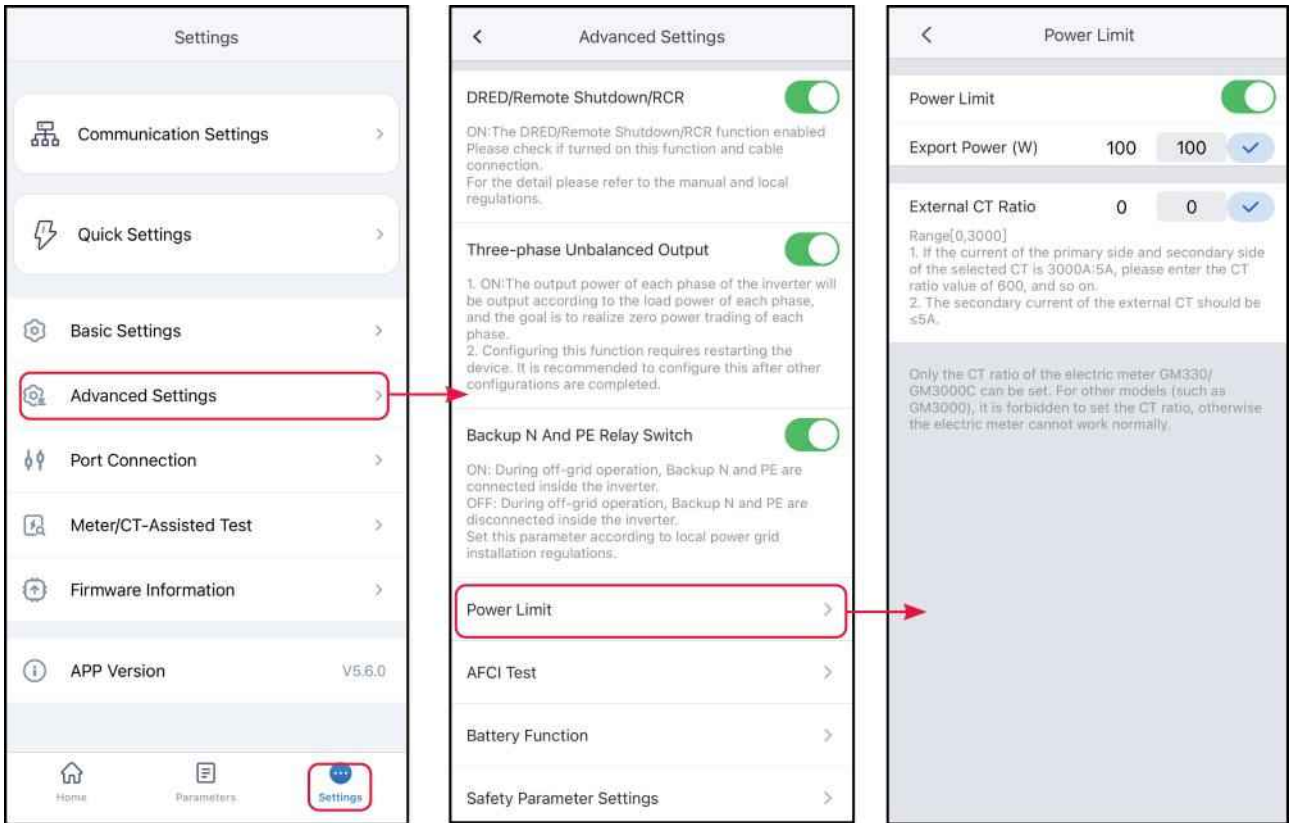 Settings
Communication Settings
Quick Settings
Basic Settings
Advanced Settings
Port Connection
Meter/CT-Assisted Test
Firmware Information
APP Version V5.6.0
Home Parameters Settings
Advanced Settings
DRED/Remote Shutdown/RCR
ON:The DRED/Remote Shutdown/RCR function enabled
Please check if turned on this function and cable
connection.
For the detail please refer to the manual and local
regulations.
Three-phase Unbalanced Output
1. ON:The output power of each phase of the inverter will
be output according to the load power of each phase,
and the goal is to realize zero power trading of each
phase.
2. Configuring this function requires restarting the
device. It is recommended to configure this after other
configurations are completed.
Backup N And PE Relay Switch
ON: During off-grid operation, Backup N and PE are
connected inside the inverter.
OFF: During off-grid operation, Backup N and PE are
disconnected inside the inverter.
Set this parameter according to local power grid
installation regulations.
Power Limit
AFCI Test
Battery Function
Safety Parameter Settings
Power Limit
Power Limit
Export Power (W) 100 100
External CT Ratio 0 0
Range[0,3000]
1. If the current of the primary side and secondary side
of the selected CT is 3000A:5A, please enter the CT
ratio value of 600, and so on.
2. The secondary current of the external CT should be
≤5A.
Only the CT ratio of the electric meter GM330/
GM3000C can be set. For other models (such as
GM3000), it is forbidden to set the CT ratio, otherwise
the electric meter cannot work normally.